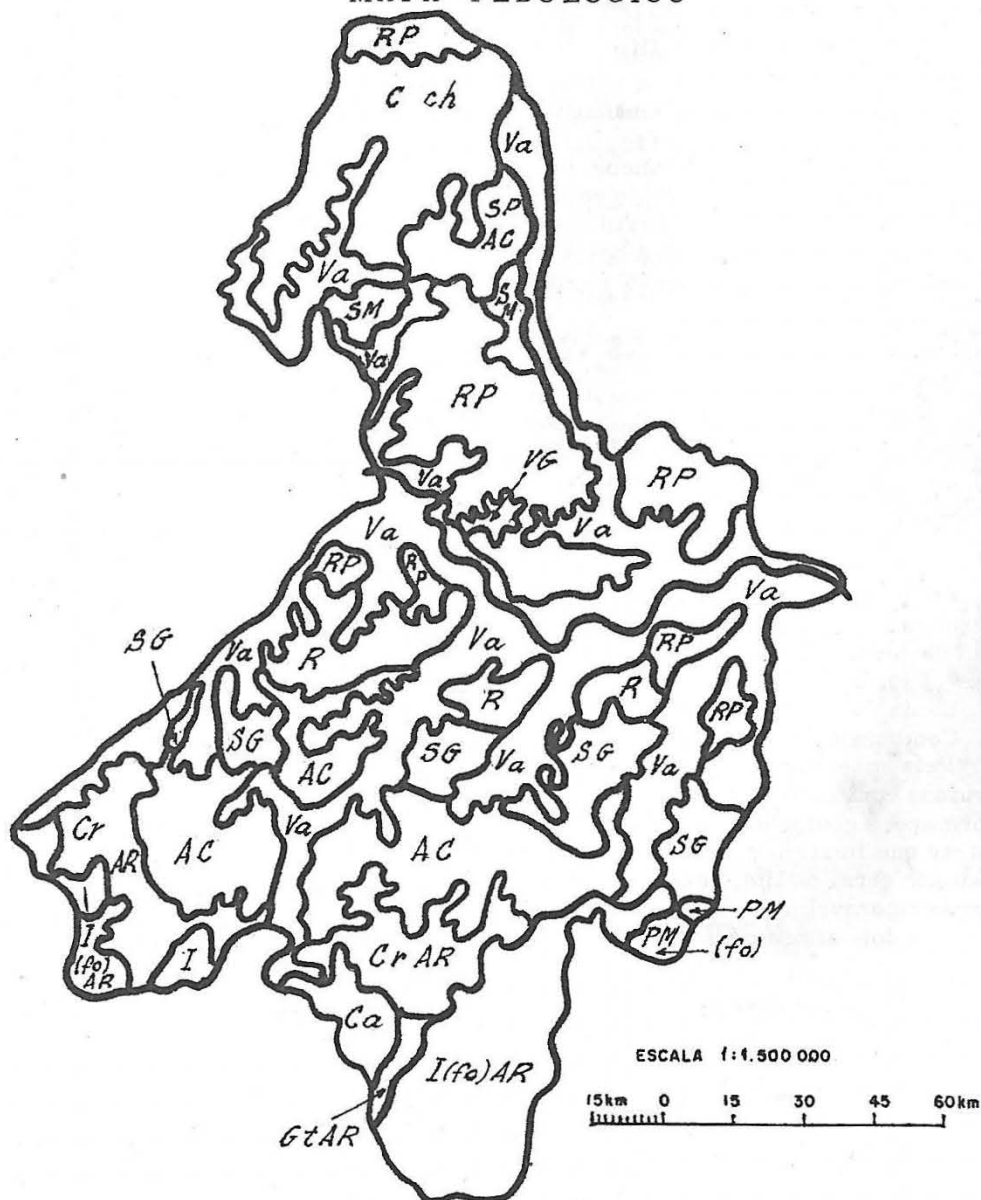 MAPA PEDOLÓGICO
RP
C ch
Va
SP
AC
Va
SM
SM
Va
RP
VG
Va
RP
Va
Va
RP
RP
Va
SG
Va
R
Va
RP
R
R
RP
SG
AC
SG
Va
SG
Va
Cr
AR
AC
Va
AC
SG
PM
PM
(fo)
I
(fo)
AR
I
Cr AR
Ca
I(fo)AR
GtAR
ESCALA 1:1.500 000
15km 0 15 30 45 60km